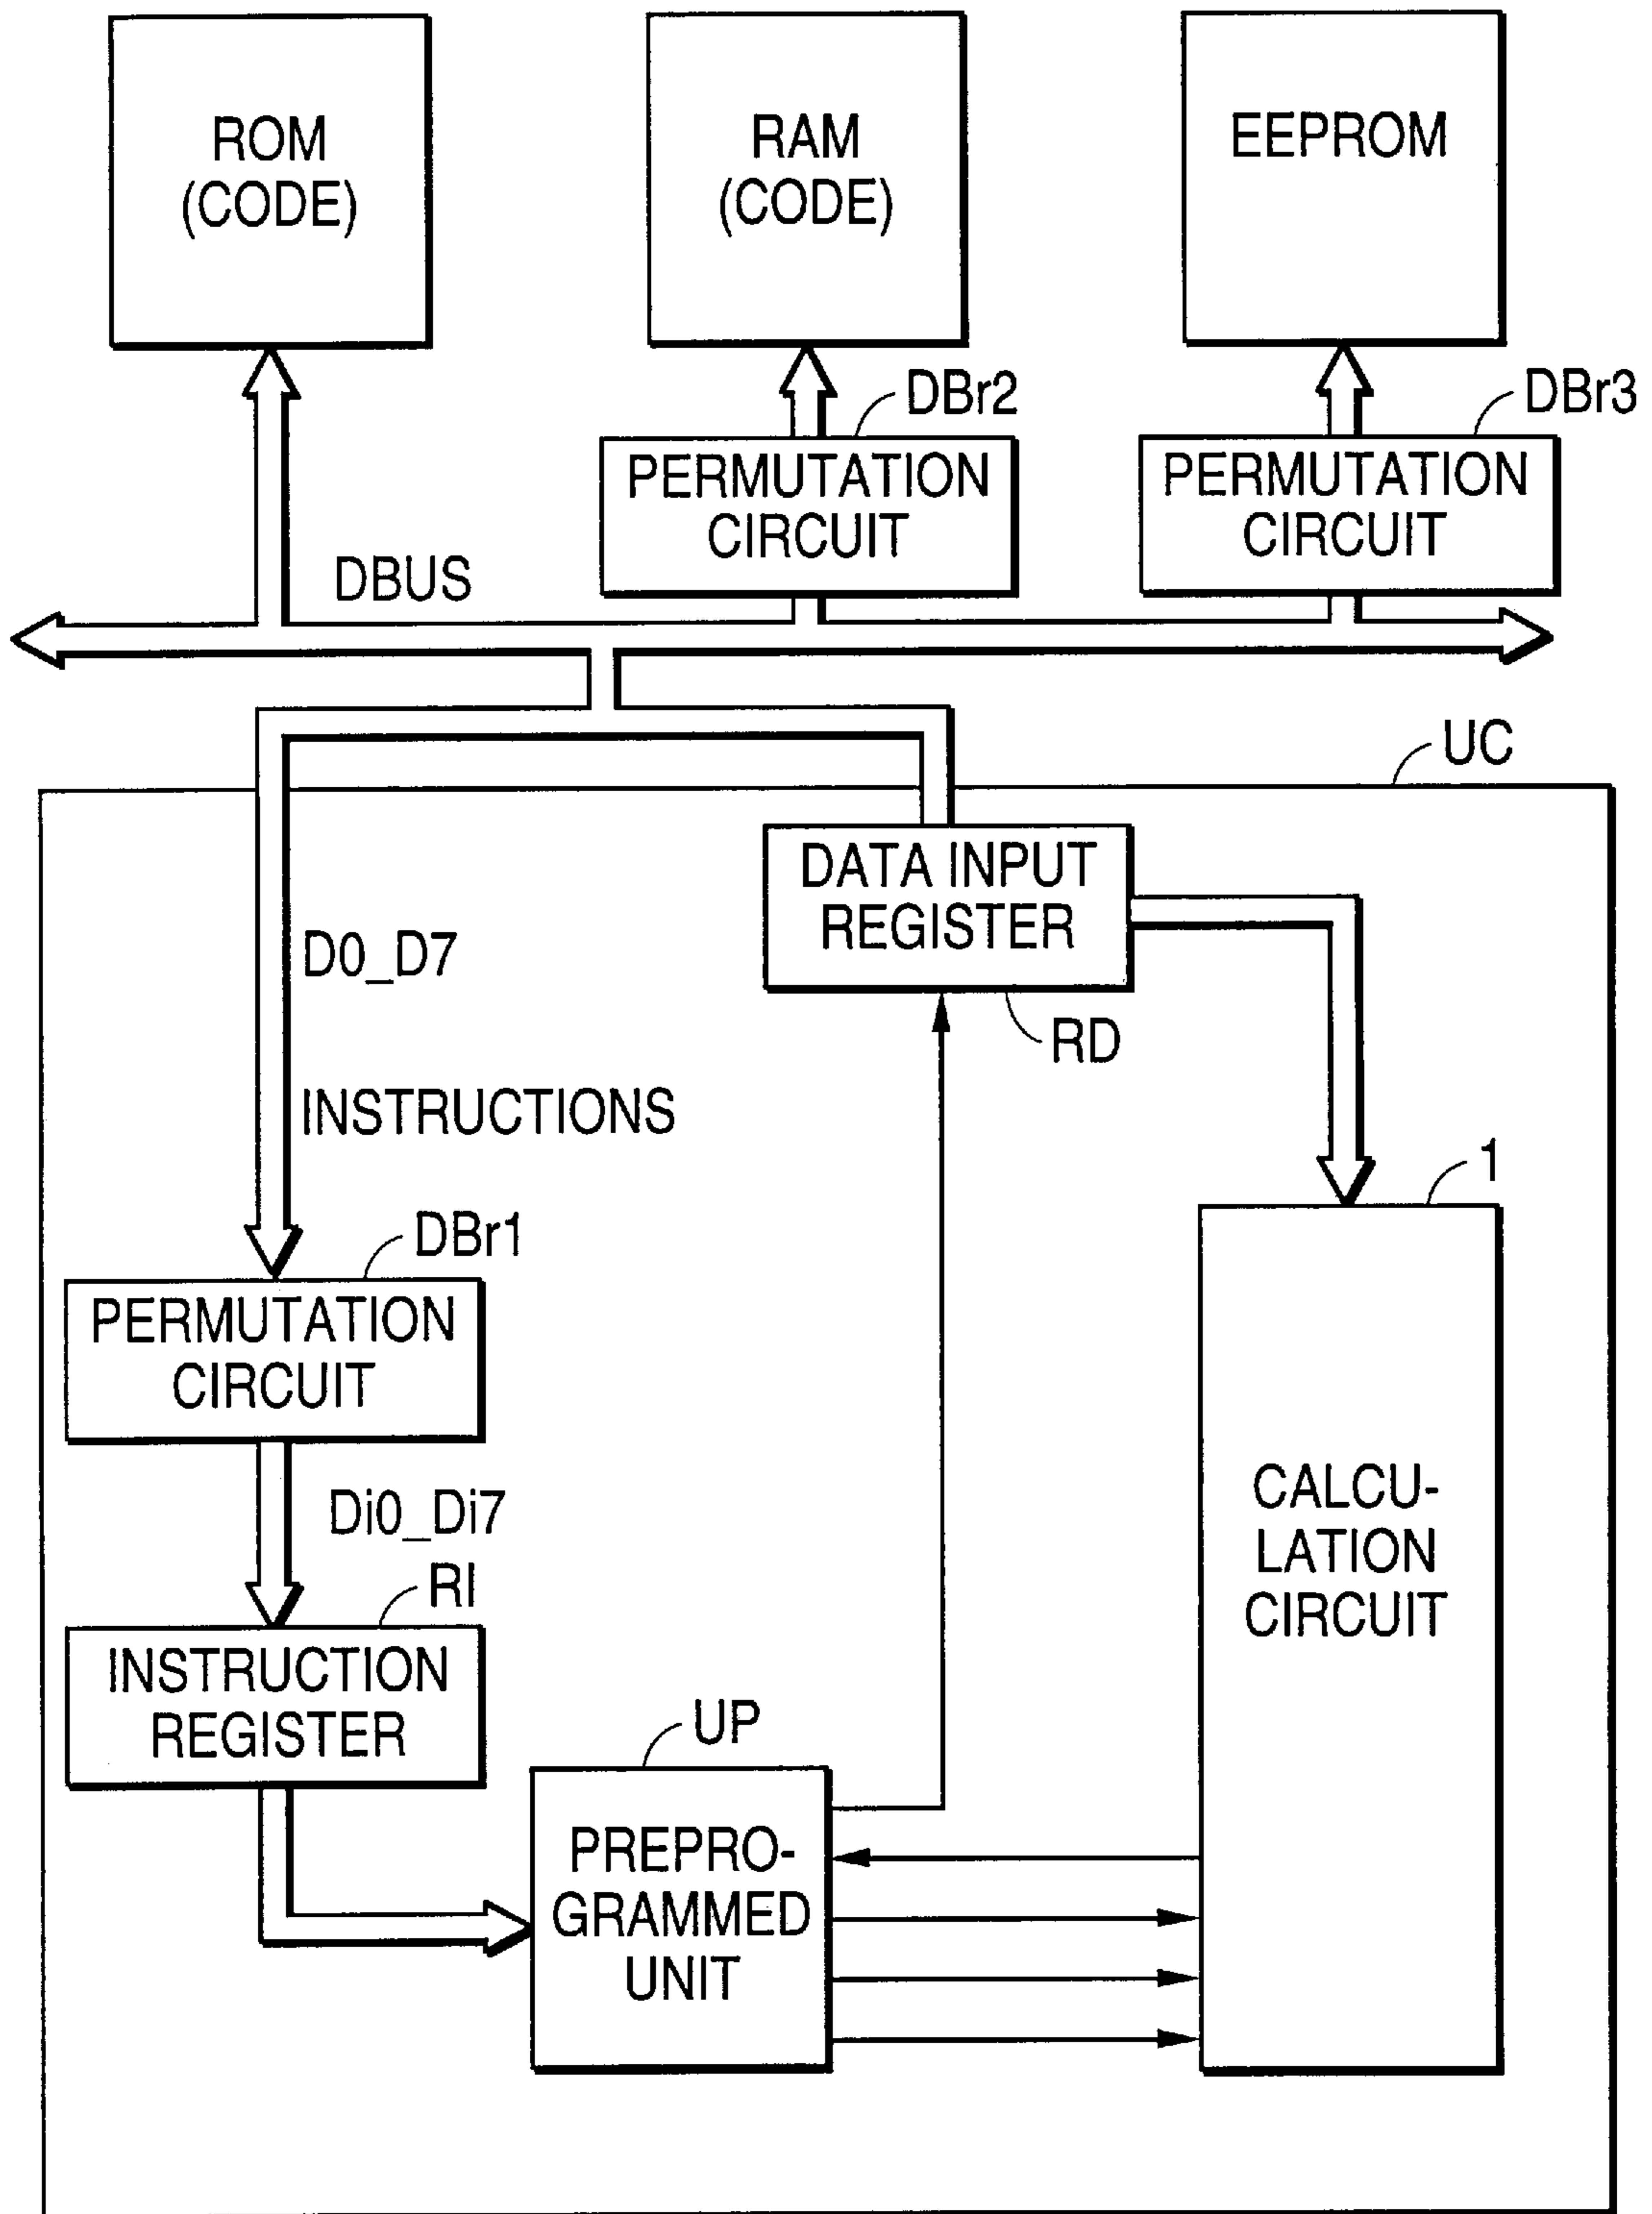 ROM
(CODE)
RAM
(CODE)
EEPROM
DBr2
DBr3
PERMUTATION
CIRCUIT
PERMUTATION
CIRCUIT
DBUS
UC
DATA INPUT
REGISTER
D0_D7
RD
INSTRUCTIONS
1
DBr1
PERMUTATION
CIRCUIT
CALCU-
LATION
CIRCUIT
Di0_Di7
RI
INSTRUCTION
REGISTER
UP
PREPRO-
GRAMMED
UNIT